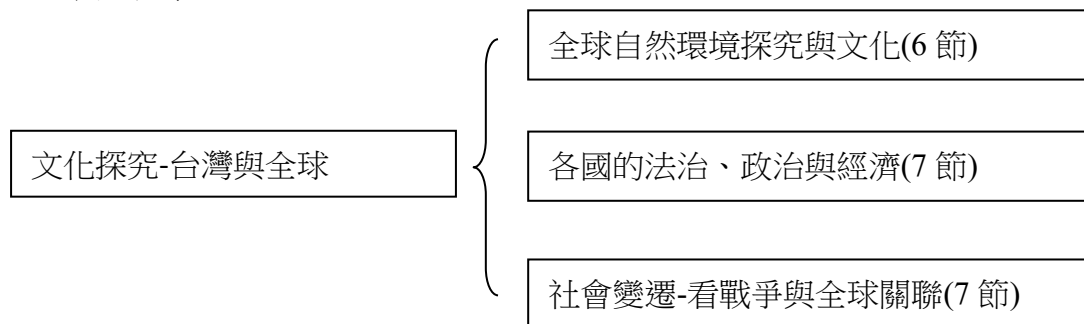 全球自然環境探究與文化(6 節)
文化探究-台灣與全球
各國的法治、政治與經濟(7 節)
社會變遷-看戰爭與全球關聯(7 節)